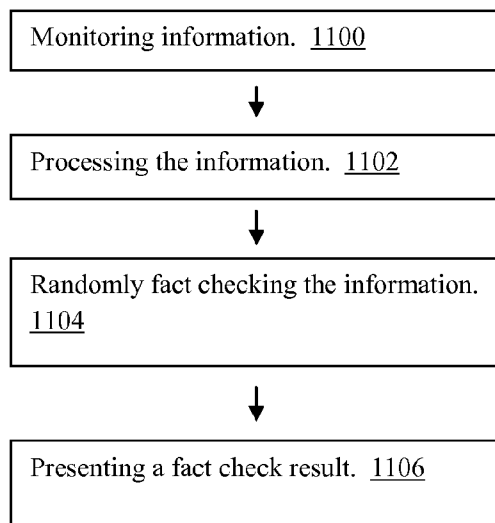 Monitoring information. 1100
Processing the information. 1102
Randomly fact checking the information.
1104
Presenting a fact check result. 1106